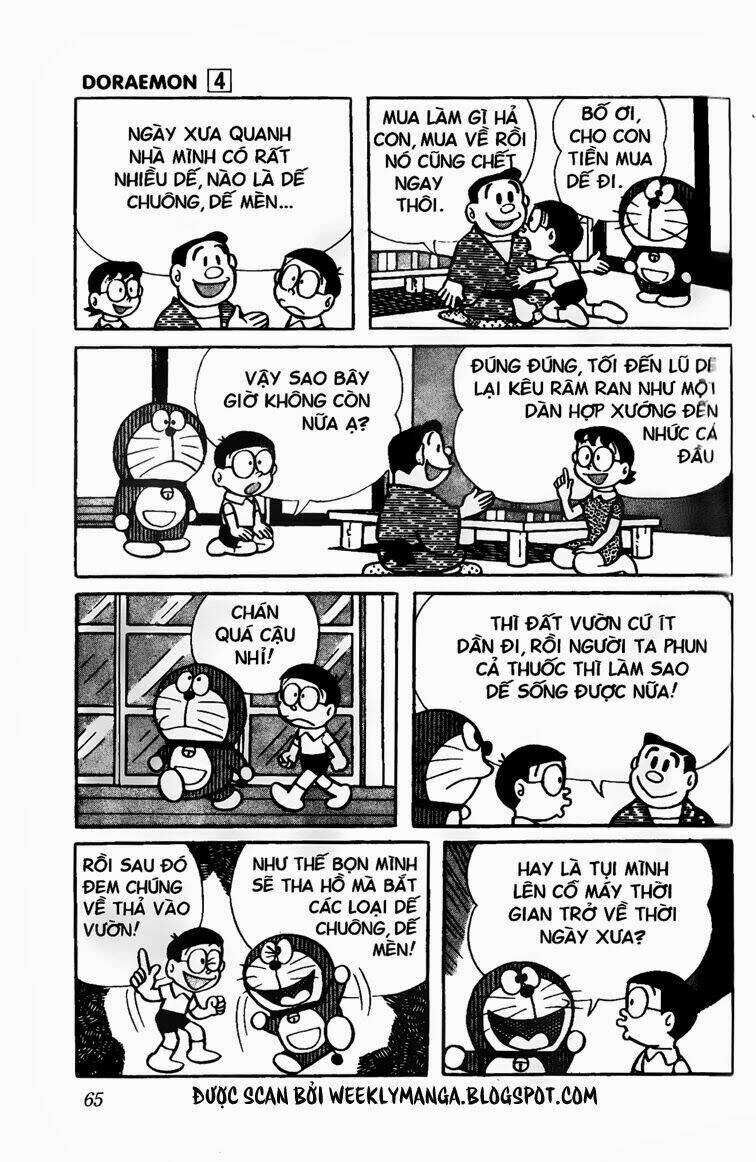 DORAEMON 4
BỐ ƠI,
CHO CON
TIỀN MUA
DẾ ĐI.
MUA LÀM GÌ HẢ
CON, MUA VỀ RỒI
NÓ CŨNG CHẾT
NGAY
THÔI.
NGÀY XƯA QUANH
NHÀ MÌNH CÓ RẤT
NHIỀU DẾ, NÀO LÀ DẾ
CHUÔNG, DẾ MÈN...
ĐÚNG ĐÚNG, TỐI ĐẾN LŨ DẾ
LẠI KÊU RÂM RAN NHƯ MỘT
DÀN HỢP XƯỚNG ĐẾN
NHỨC CẢ
ĐẦU
VẬY SAO BÂY
GIỜ KHÔNG CÒN
NỮA Ạ?
THÌ ĐẤT VƯỜN CỨ ÍT
DẦN ĐI, RỒI NGƯỜI TA PHUN
CẢ THUỐC THÌ LÀM SAO
DẾ SỐNG ĐƯỢC NỮA!
CHÁN
QUÁ CẬU
NHỈ!
HAY LÀ TỤI MÌNH
LÊN CỖ MÁY THỜI
GIAN TRỞ VỀ THỜI
NGÀY XƯA?
NHƯ THẾ BỌN MÌNH
SẼ THA HỒ MÀ BẮT
CÁC LOẠI DẾ
CHUÔNG, DẾ
MÈN!
RỒI SAU ĐÓ
ĐEM CHÚNG
VỀ THẢ VÀO
VƯỜN!
65
ĐƯỢC SCAN BỞI WEEKLYMANGA.BLOGSPOT.COM